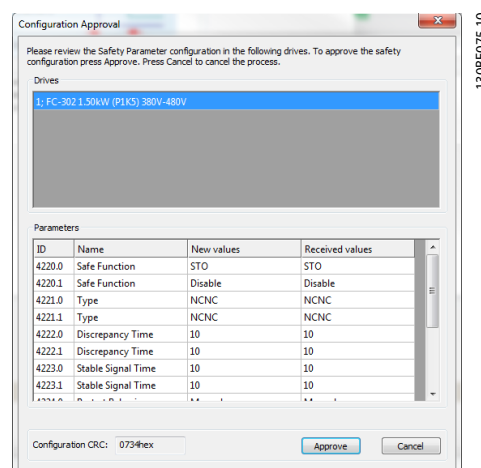 Configuration Approval
Please review the Safety Parameter configuration in the following drives. To approve the safety
configuration press Approve. Press Cancel to cancel the process.
Drives
1; FC-302 1.50kW (P1K5) 380V-480V
Parameters
ID Name New values Received values
4220.0 Safe Function STO STO
4220.1 Safe Function Disable Disable
4221.0 Type NCNC NCNC
4221.1 Type NCNC NCNC
4222.0 Discrepancy Time 10 10
4222.1 Discrepancy Time 10 10
4223.0 Stable Signal Time 10 10
4223.1 Stable Signal Time 10 10
Configuration CRC: 0734hex
Approve Cancel